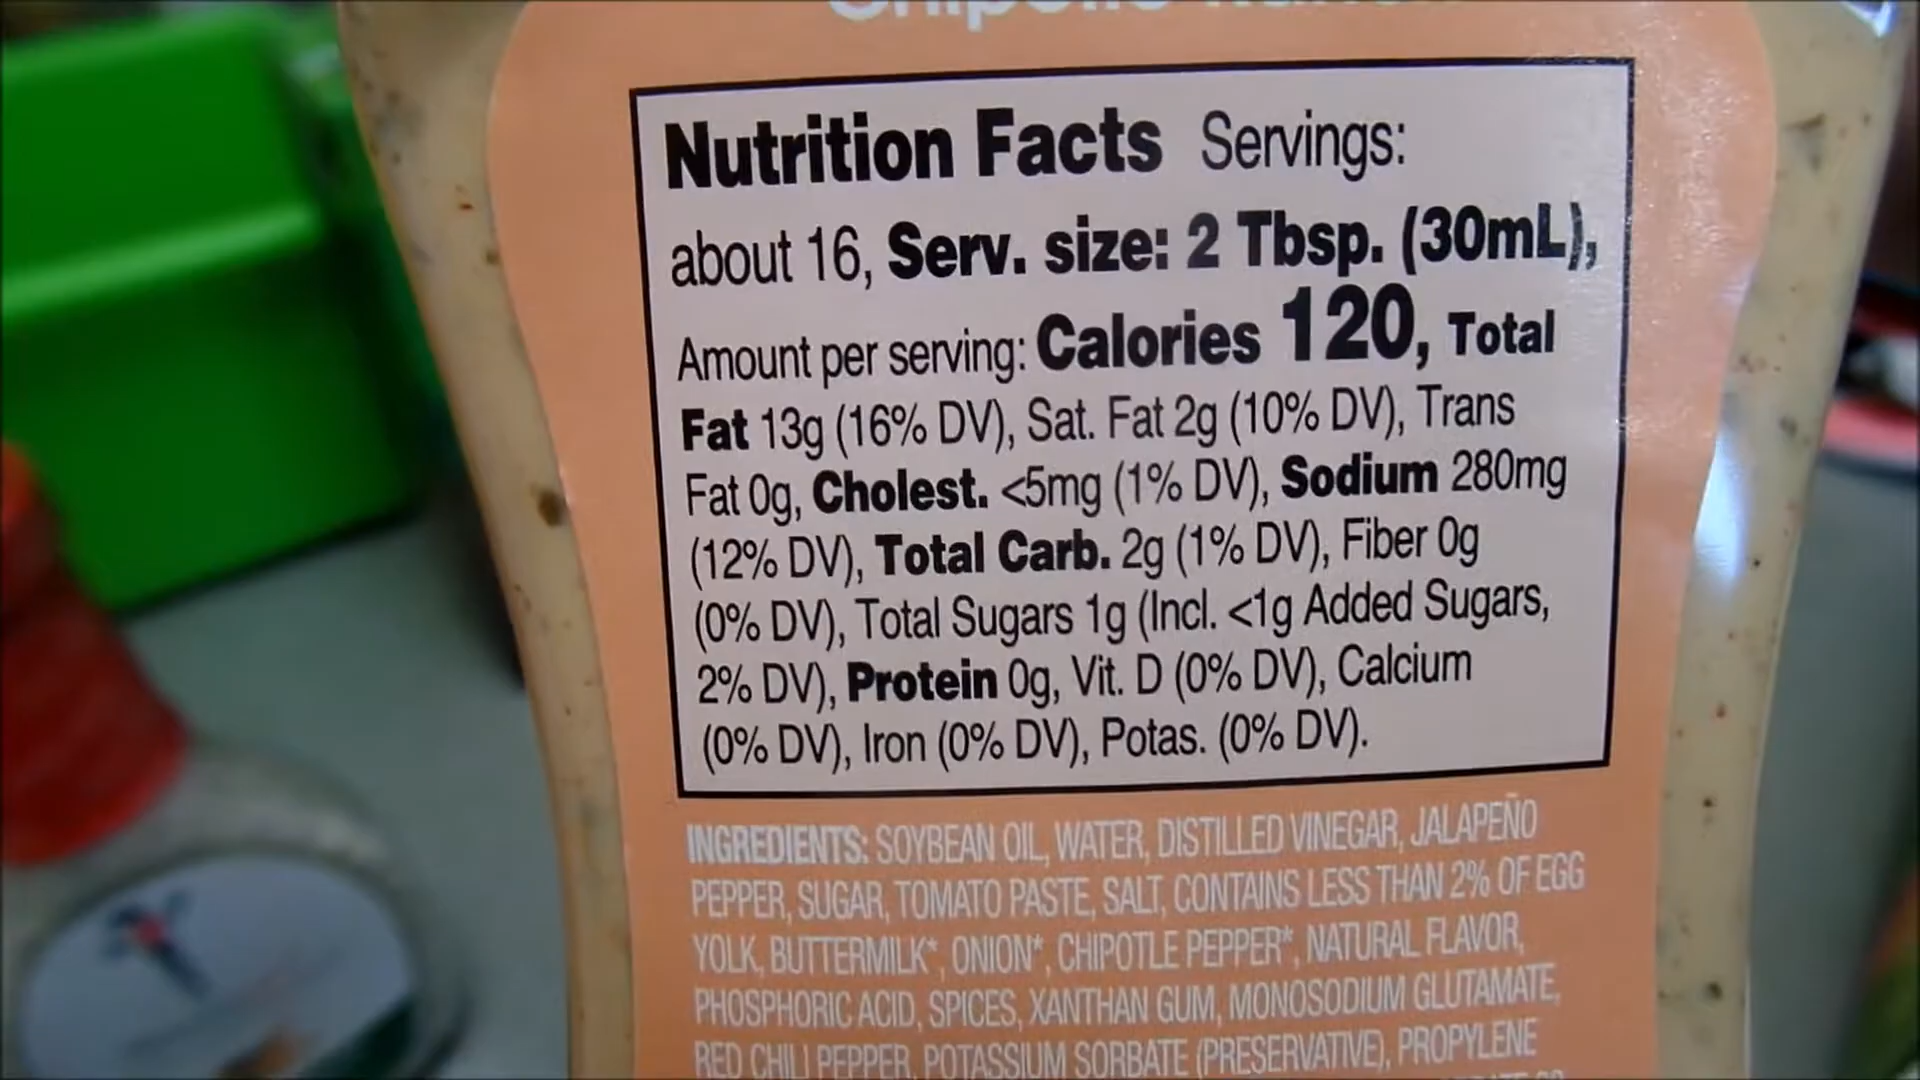 Chipotle Ranch
Nutrition Facts Servings:
about 16, Serv. size: 2 Tbsp. (30mL),
Amount per serving: Calories 120, Total
Fat 13g (16% DV), Sat. Fat 2g (10% DV), Trans
Fat 0g, Cholest. <5mg (1% DV), Sodium 280mg
(12% DV), Total Carb. 2g (1% DV), Fiber 0g
(0% DV), Total Sugars 1g (Incl. <1g Added Sugars,
2% DV), Protein 0g, Vit. D (0% DV), Calcium
(0% DV), Iron (0% DV), Potas. (0% DV).
INGREDIENTS: SOYBEAN OIL, WATER, DISTILLED VINEGAR, JALAPEÑO
PEPPER, SUGAR, TOMATO PASTE, SALT, CONTAINS LESS THAN 2% OF EGG
YOLK, BUTTERMILK*, ONION*, CHIPOTLE PEPPER*, NATURAL FLAVOR,
PHOSPHORIC ACID, SPICES, XANTHAN GUM, MONOSODIUM GLUTAMATE,
RED CHILI PEPPER, POTASSIUM SORBATE (PRESERVATIVE), PROPYLENE